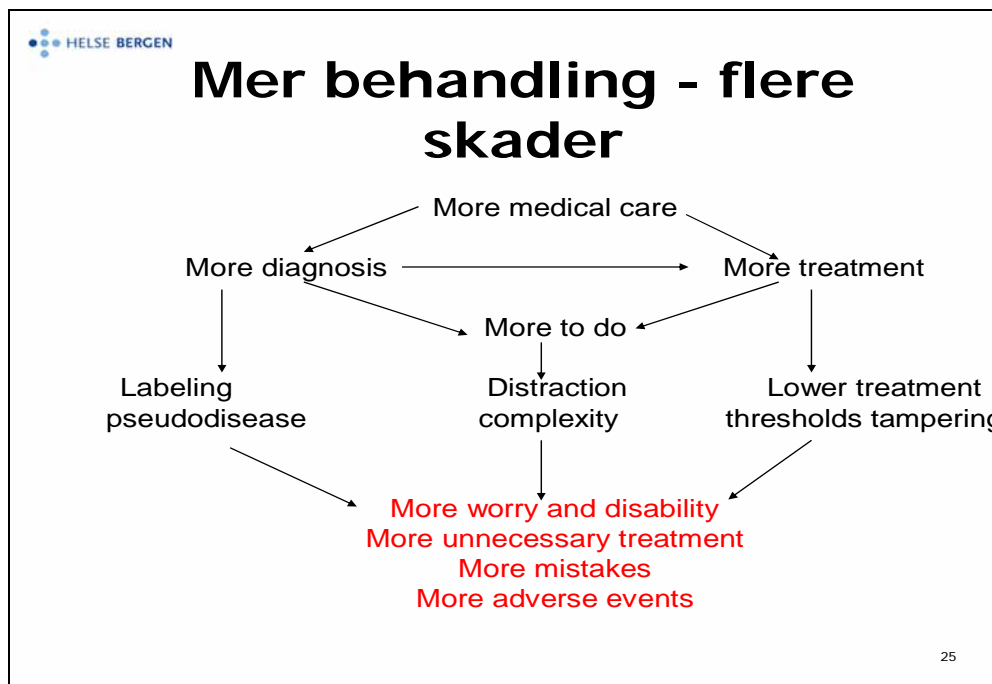 HELSE BERGEN
Mer behandling - flere
skader
More medical care
More diagnosis
More treatment
More to do
Labeling
pseudodisease
Distraction
complexity
Lower treatment
thresholds tampering
More worry and disability
More unnecessary treatment
More mistakes
More adverse events
25